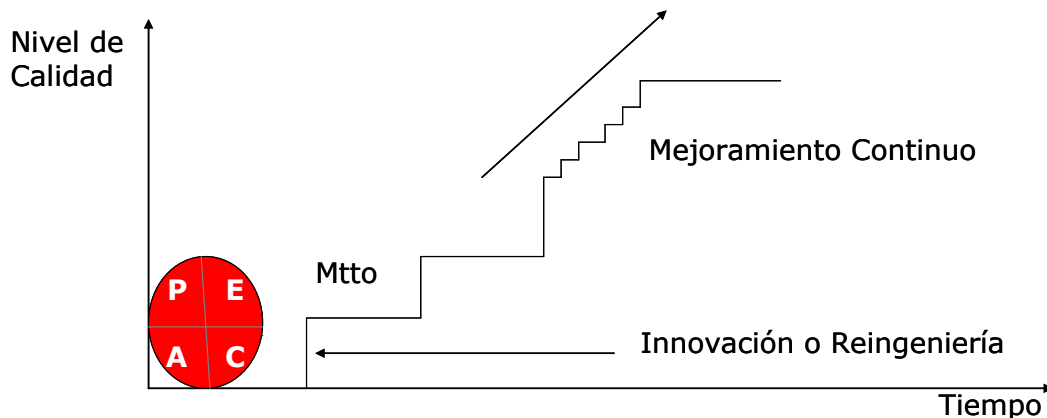 Nivel de
Calidad
Mejoramiento Continuo
Mtto
P E
A C
Innovación o Reingeniería
Tiempo